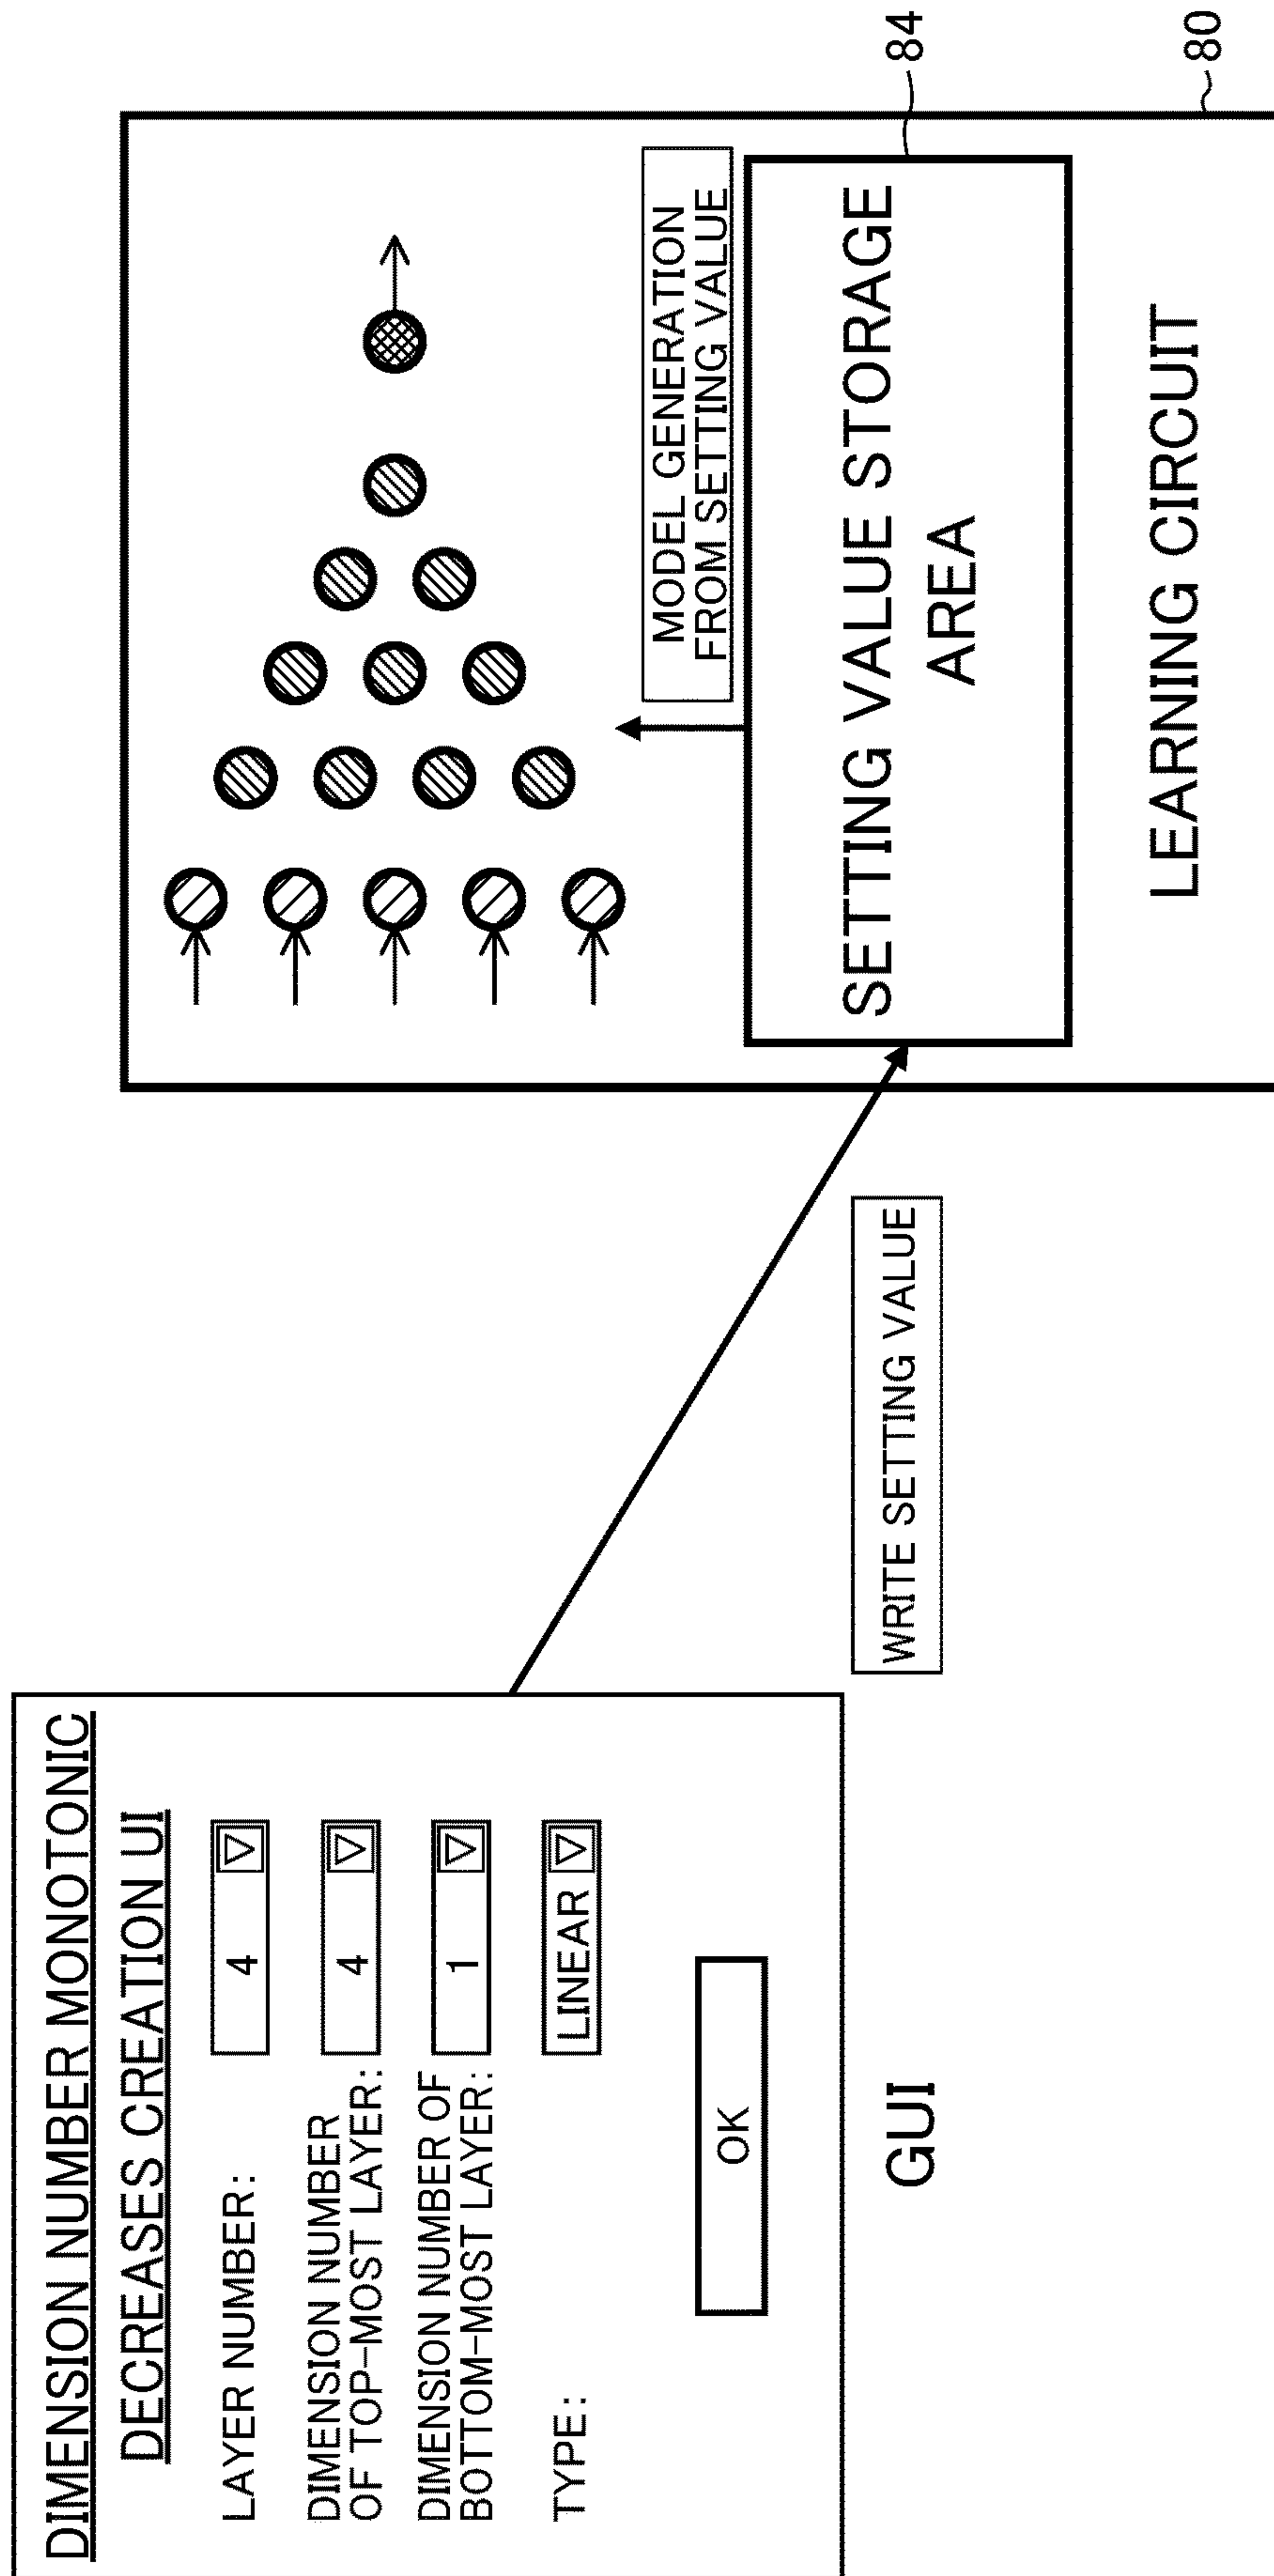 DIMENSION NUMBER MONOTONIC
DECREASES CREATION UI
LAYER NUMBER: 4
DIMENSION NUMBER
OF TOP-MOST LAYER: 4
DIMENSION NUMBER OF
BOTTOM-MOST LAYER: 1
TYPE: LINEAR
OK
GUI
WRITE SETTING VALUE
MODEL GENERATION
FROM SETTING VALUE
SETTING VALUE STORAGE
AREA
84
LEARNING CIRCUIT
80